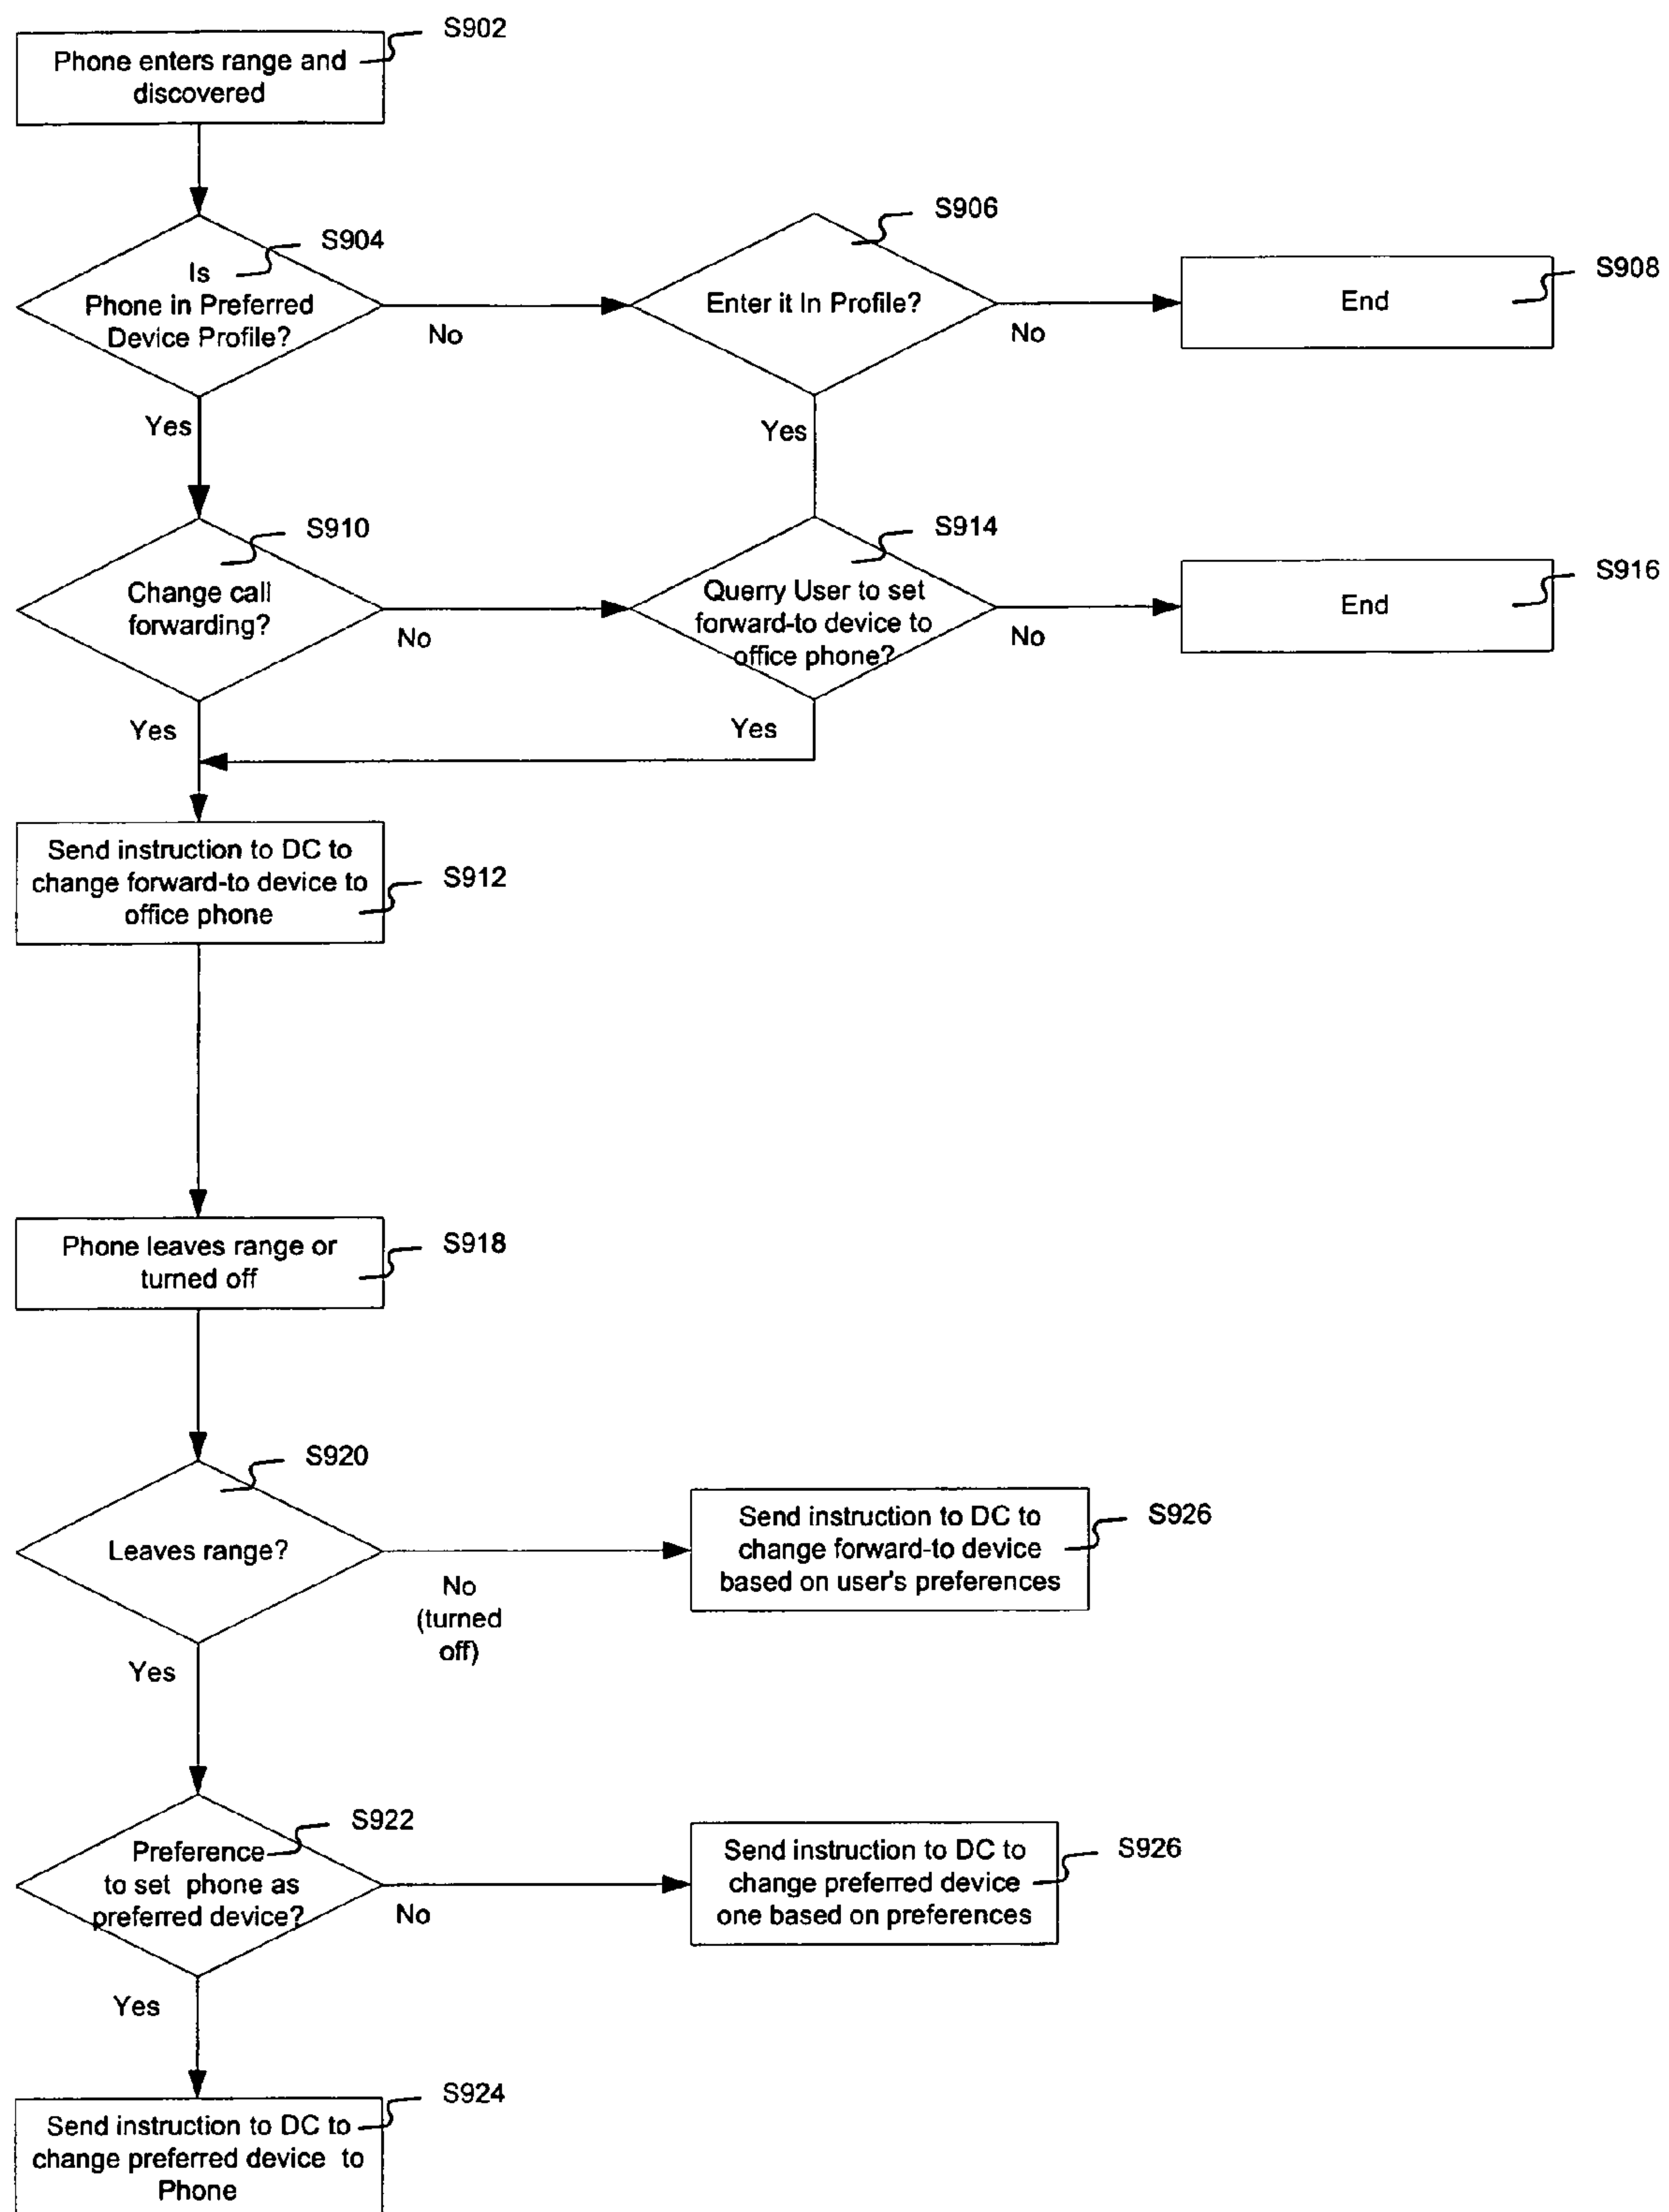 S902
Phone enters range and
discovered
S904
Is
Phone in Preferred
Device Profile?
No
Yes
S906
Enter it In Profile?
No
Yes
S908
End
S910
Change call
forwarding?
No
Yes
S914
Querry User to set
forward-to device to
office phone?
No
Yes
S916
End
Send instruction to DC to
change forward-to device to
office phone
S912
Phone leaves range or
turned off
S918
S920
Leaves range?
No
(turned
off)
Yes
Send instruction to DC to
change forward-to device
based on user's preferences
S926
S922
Preference
to set phone as
preferred device?
No
Yes
Send instruction to DC to
change preferred device
one based on preferences
S926
S924
Send instruction to DC to
change preferred device to
Phone